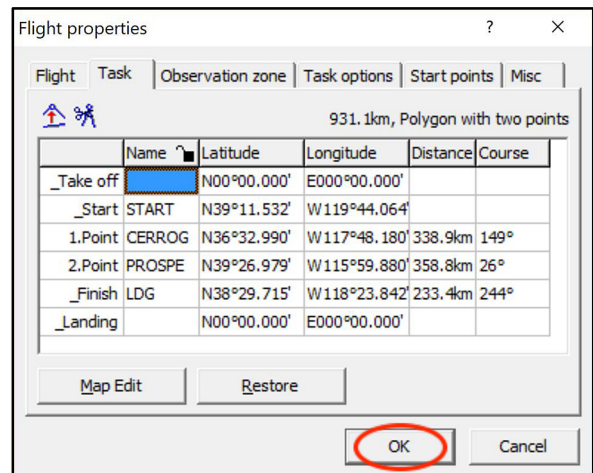 Flight properties ? ×
Flight Task Observation zone Task options Start points Misc
931.1km, Polygon with two points
Name Latitude Longitude Distance Course
_Take off N00°00.000' E000°00.000'
_Start START N39°11.532' W119°44.064'
1.Point CERROG N36°32.990' W117°48.180' 338.9km 149°
2.Point PROSPE N39°26.979' W115°59.880' 358.8km 26°
_Finish LDG N38°29.715' W118°23.842' 233.4km 244°
_Landing N00°00.000' E000°00.000'
Map Edit Restore
OK Cancel